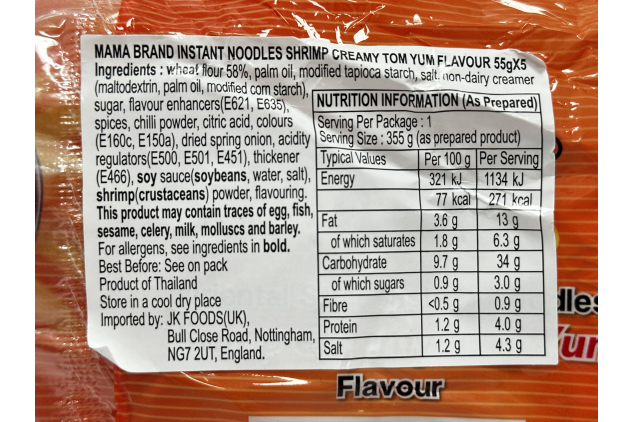 MAMA BRAND INSTANT NOODLES SHRIMP CREAMY TOM YUM FLAVOUR 55gX5
Ingredients : wheat flour 58%, palm oil, modified tapioca starch, salt, non-dairy creamer
(maltodextrin, palm oil, modified corn starch),
sugar, flavour enhancers(E621, E635),
spices, chilli powder, citric acid, colours
(E160c, E150a), dried spring onion, acidity
regulators(E500, E501, E451), thickener
(E466), soy sauce(soybeans, water, salt),
shrimp(crustaceans) powder, flavouring.
This product may contain traces of egg, fish,
sesame, celery, milk, molluscs and barley.
For allergens, see ingredients in bold.
Best Before: See on pack
Product of Thailand
Store in a cool dry place
Imported by: JK FOODS(UK),
Bull Close Road, Nottingham,
NG7 2UT, England.
NUTRITION INFORMATION (As Prepared)
Serving Per Package : 1
Serving Size : 355 g (as prepared product)
Typical Values Per 100 g Per Serving
Energy 321 kJ 1134 kJ
77 kcal 271 kcal
Fat 3.6 g 13 g
of which saturates 1.8 g 6.3 g
Carbohydrate 9.7 g 34 g
of which sugars 0.9 g 3.0 g
Fibre <0.5 g 0.9 g
Protein 1.2 g 4.0 g
Salt 1.2 g 4.3 g
Flavour